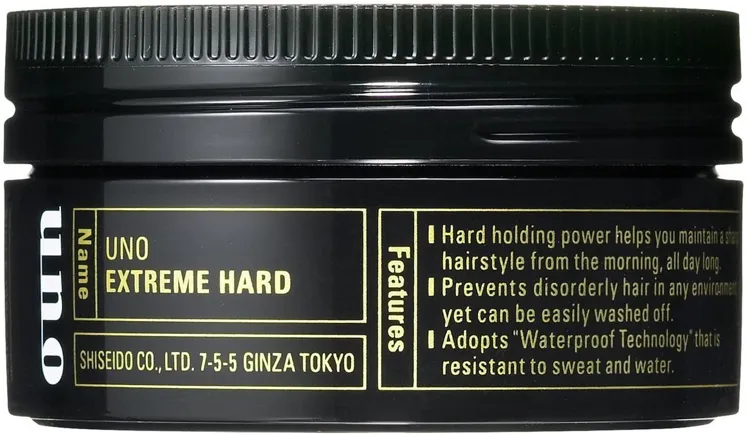 uno
Name
UNO
EXTREME HARD
SHISEIDO CO., LTD. 7-5-5 GINZA TOKYO
Features
Hard holding power helps you maintain a
hairstyle from the morning, all day long.
Prevents disorderly hair in any environment,
yet can be easily washed off.
Adopts "Waterproof Technology" that is
resistant to sweat and water.